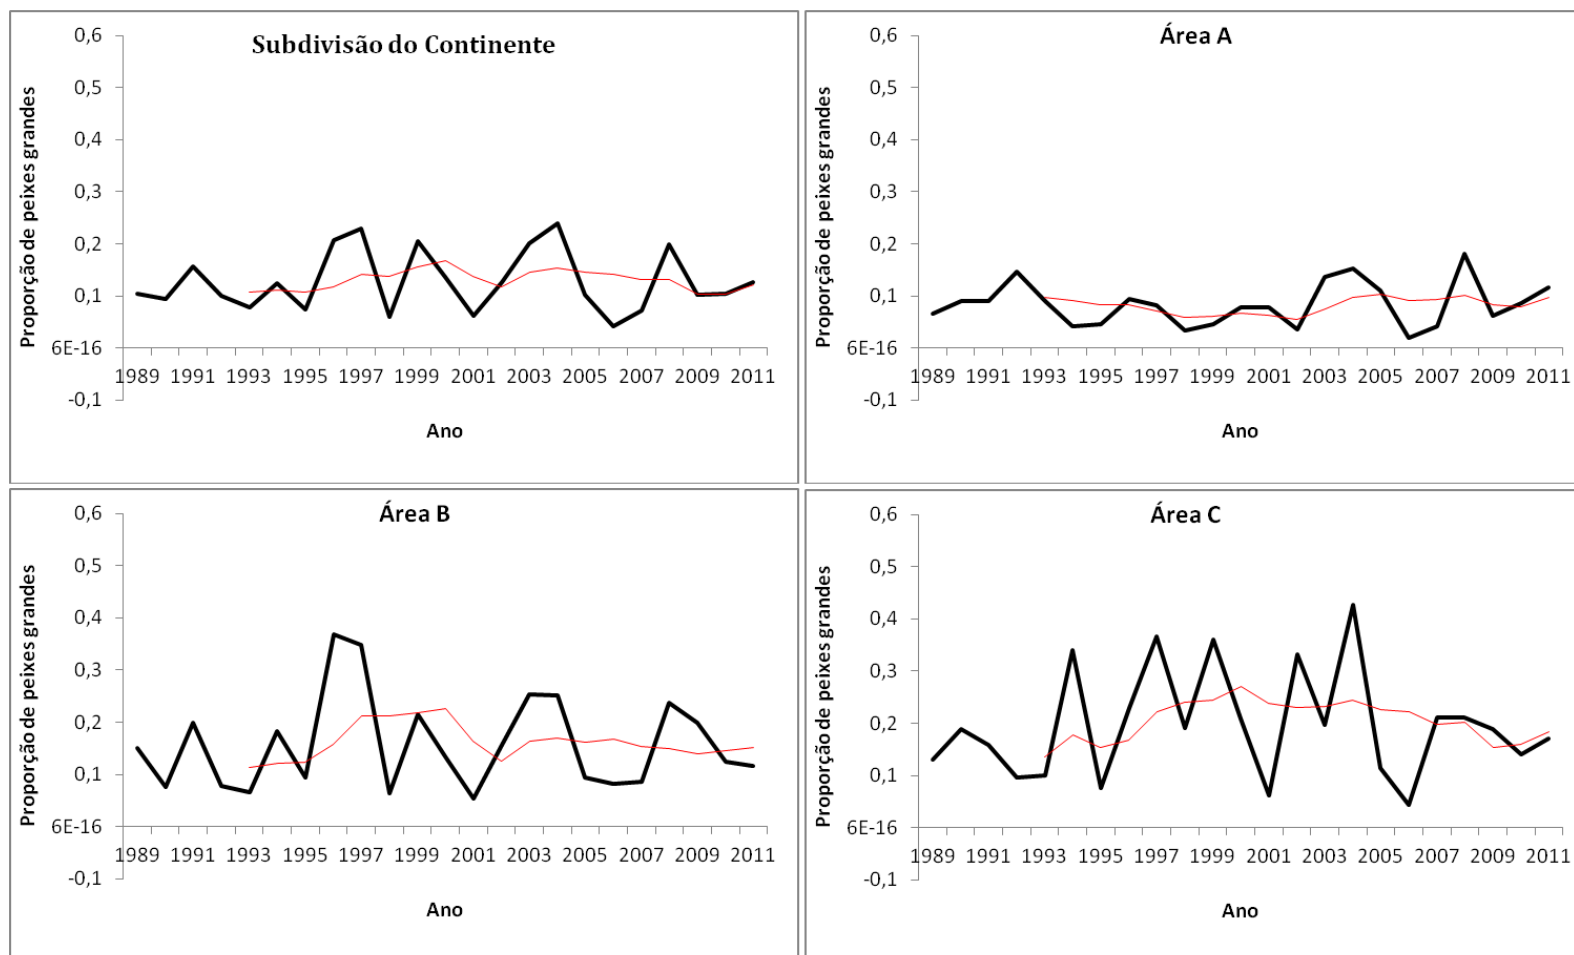 Subdivisão do Continente
Proporção de peixes grandes
0,6
0,5
0,4
0,3
0,2
0,1
6E-16
-0,1
1989 1991 1993 1995 1997 1999 2001 2003 2005 2007 2009 2011
Ano
Área A
Proporção de peixes grandes
0,6
0,5
0,4
0,3
0,2
0,1
6E-16
-0,1
1989 1991 1993 1995 1997 1999 2001 2003 2005 2007 2009 2011
Ano
Área B
Proporção de peixes grandes
0,6
0,5
0,4
0,3
0,2
0,1
6E-16
-0,1
1989 1991 1993 1995 1997 1999 2001 2003 2005 2007 2009 2011
Ano
Área C
Proporção de peixes grandes
0,6
0,5
0,4
0,3
0,2
0,1
6E-16
-0,1
1989 1991 1993 1995 1997 1999 2001 2003 2005 2007 2009 2011
Ano